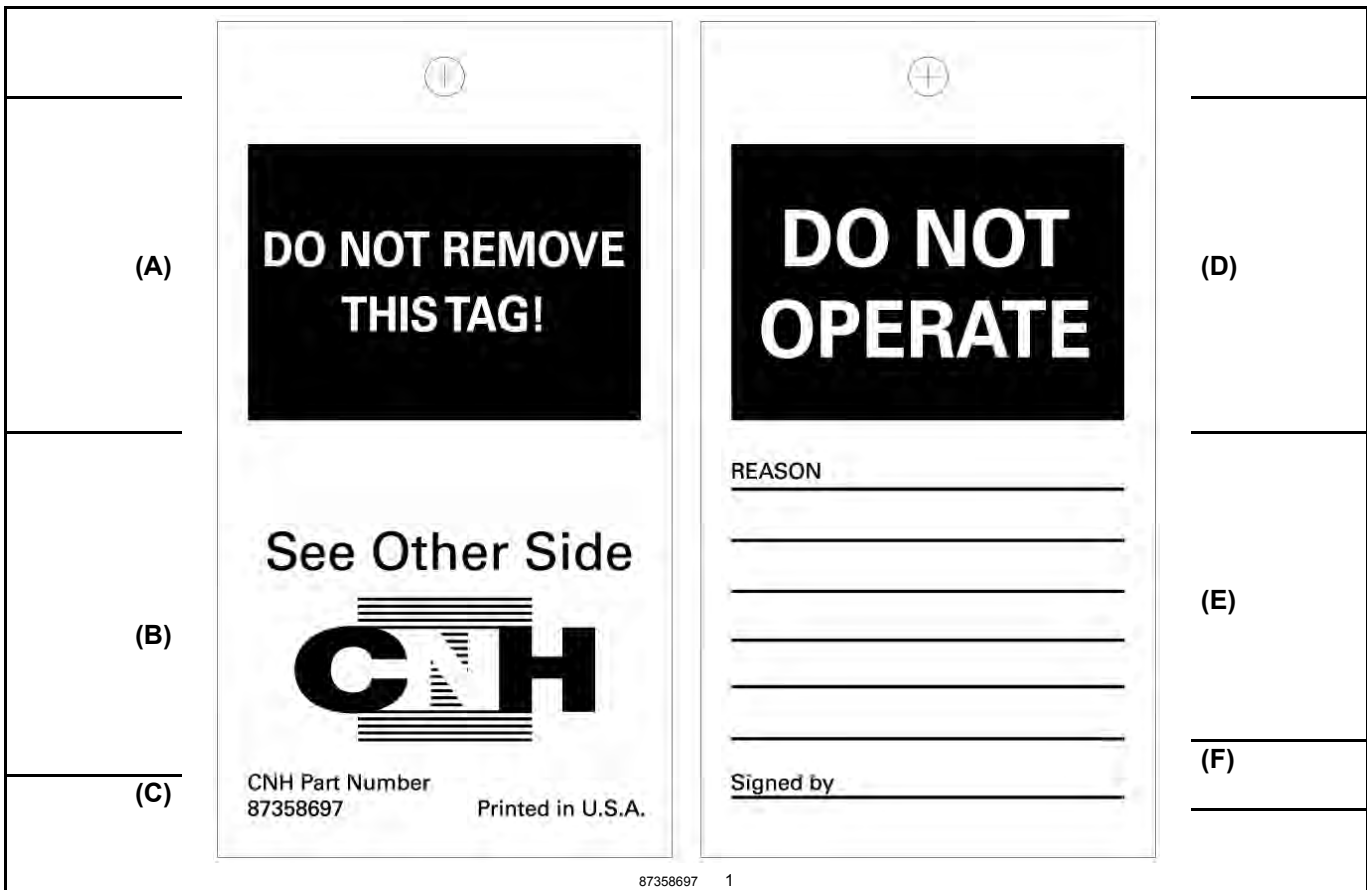 (A)
DO NOT REMOVE
THIS TAG!
(B)
See Other Side
CNH
(C)
CNH Part Number
87358697
Printed in U.S.A.
(D)
DO NOT
OPERATE
(E)
REASON
(F)
Signed by
87358697 1